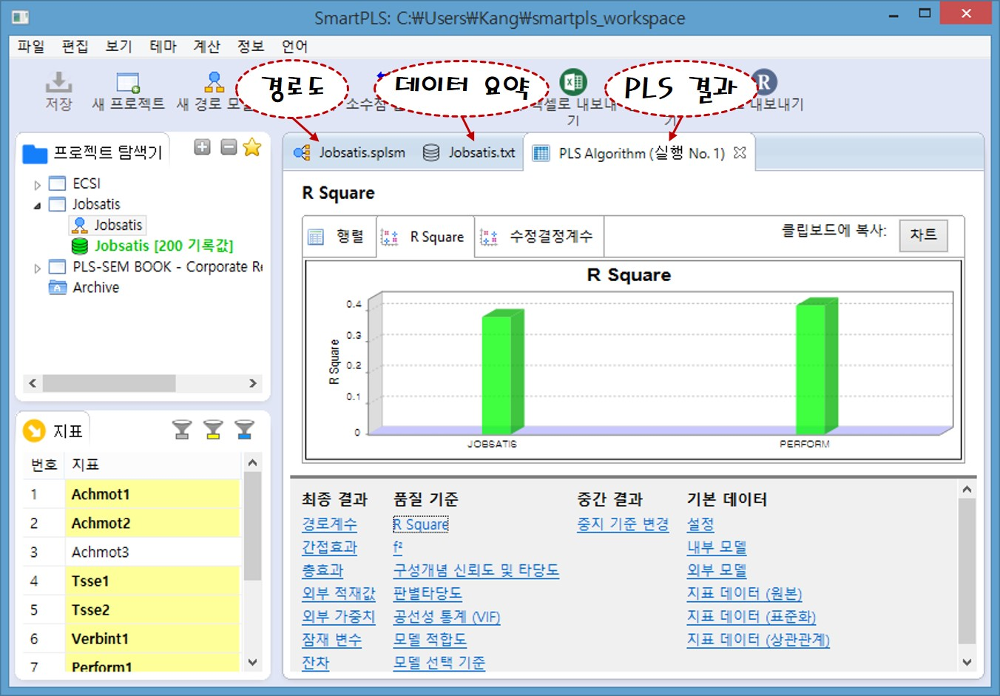 SmartPLS: C:₩Users₩Kang₩smartpls_workspace
파일 편집 보기 테마 계산 정보 언어
경로도
데이터 요약
PLS 결과
저장
새 프로젝트
새 경로
소수점
내보내
기
내보내기
프로젝트 탐색기
ECSI
Jobsatis
Jobsatis
Jobsatis [200 기록값]
PLS-SEM BOOK - Corporate Re
Archive
지표
번호 지표
1 Achmot1
2 Achmot2
3 Achmot3
4 Tsse1
5 Tsse2
6 Verbint1
7 Perform1
Jobsatis.splsm
Jobsatis.txt
PLS Algorithm (실행 No. 1)
R Square
행렬
R Square
수정결정계수
클립보드에 복사:
차트
R Square
R Square
0.4
0.3
0.2
0.1
0
JOBSATIS
PERFORM
최종 결과
경로계수
간접효과
총효과
외부 적재값
외부 가중치
잠재 변수
잔차
품질 기준
R Square
f²
구성개념 신뢰도 및 타당도
판별타당도
공선성 통계 (VIF)
모델 적합도
모델 선택 기준
중간 결과
중지 기준 변경
기본 데이터
설정
내부 모델
외부 모델
지표 데이터 (원본)
지표 데이터 (표준화)
지표 데이터 (상관관계)